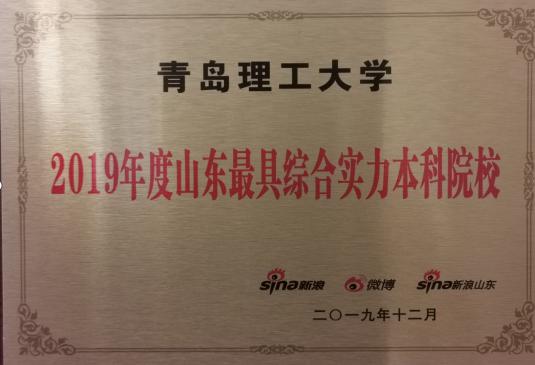 青岛理工大学
2019年度山东最具综合实力本科院校
sina新浪 微博 sina新浪山东
二〇一九年十二月